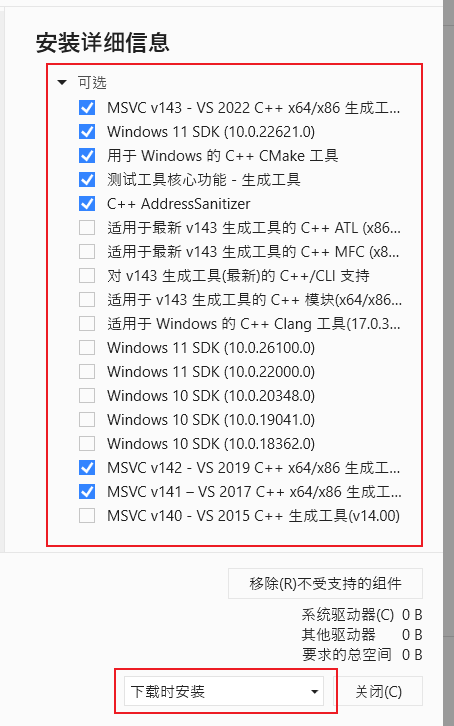 安装详细信息
可选
MSVC v143 - VS 2022 C++ x64/x86 生成工...
Windows 11 SDK (10.0.22621.0)
用于 Windows 的 C++ CMake 工具
测试工具核心功能 - 生成工具
C++ AddressSanitizer
适用于最新 v143 生成工具的 C++ ATL (x86...
适用于最新 v143 生成工具的 C++ MFC (x8...
对 v143 生成工具(最新)的 C++/CLI 支持
适用于 v143 生成工具的 C++ 模块(x64/x86...
适用于 Windows 的 C++ Clang 工具(17.0.3...
Windows 11 SDK (10.0.26100.0)
Windows 11 SDK (10.0.22000.0)
Windows 10 SDK (10.0.20348.0)
Windows 10 SDK (10.0.19041.0)
Windows 10 SDK (10.0.18362.0)
MSVC v142 - VS 2019 C++ x64/x86 生成工...
MSVC v141 – VS 2017 C++ x64/x86 生成工...
MSVC v140 - VS 2015 C++ 生成工具(v14.00)
移除(R)不受支持的组件
系统驱动器(C) 0 B
其他驱动器 0 B
要求的总空间 0 B
下载时安装
关闭(C)